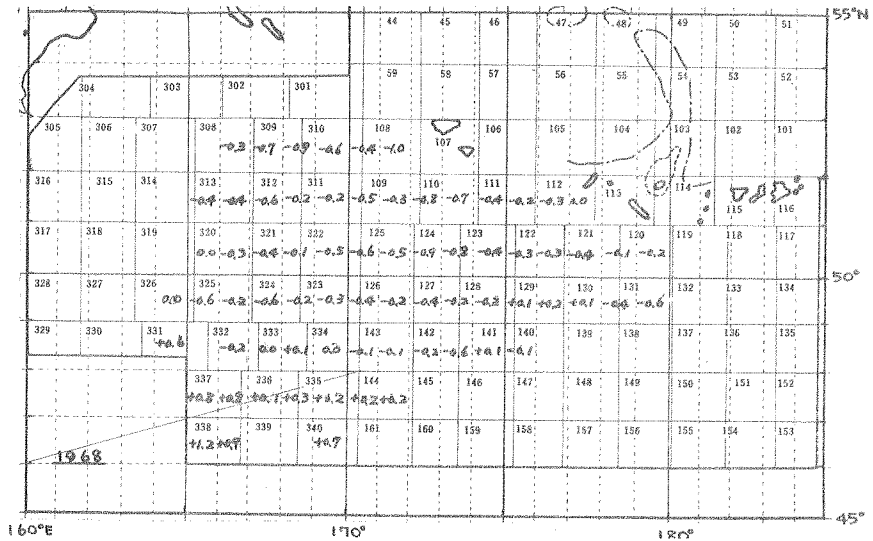 44 45 46 47 48 49 50 51 55°N
59 58 57 56 55 54 53 52
304 303 302 301
305 306 307 308 309 310 108 107 106 105 104 103 102 101
-0.3 -0.7 -0.9 -0.6 -0.4 -1.0
316 315 314 313 312 311 109 110 111 112 113 114 115 116
-0.4 -0.4 -0.6 -0.2 -0.2 -0.5 -0.3 -0.8 -0.7 -0.4 -0.2 -0.3 0.0
317 318 319 320 321 322 125 124 123 122 121 120 119 118 117
0.0 -0.3 -0.4 -0.1 -0.5 -0.6 -0.5 -0.9 -0.8 -0.4 -0.3 -0.3 -0.4 -0.1 -0.2
50°
328 327 326 325 324 323 126 127 128 129 130 131 132 133 134
0.0 -0.6 -0.2 -0.6 -0.2 -0.3 -0.4 -0.2 -0.4 -0.2 -0.2 +0.1 +0.2 +0.1 -0.4 -0.6
329 330 331 332 333 334 143 142 141 140 139 138 137 136 135
+0.6 -0.2 0.0 +0.1 0.0 -0.1 -0.1 -0.2 -0.6 +0.1 -0.1
337 336 335 144 145 146 147 148 149 150 151 152
+0.8 +0.8 +0.7 +0.3 +0.2 +0.2 +0.2
338 339 340 161 160 159 158 157 156 155 154 153
+1.2 +0.9 +0.7
1968
45°
160°E 170° 180°